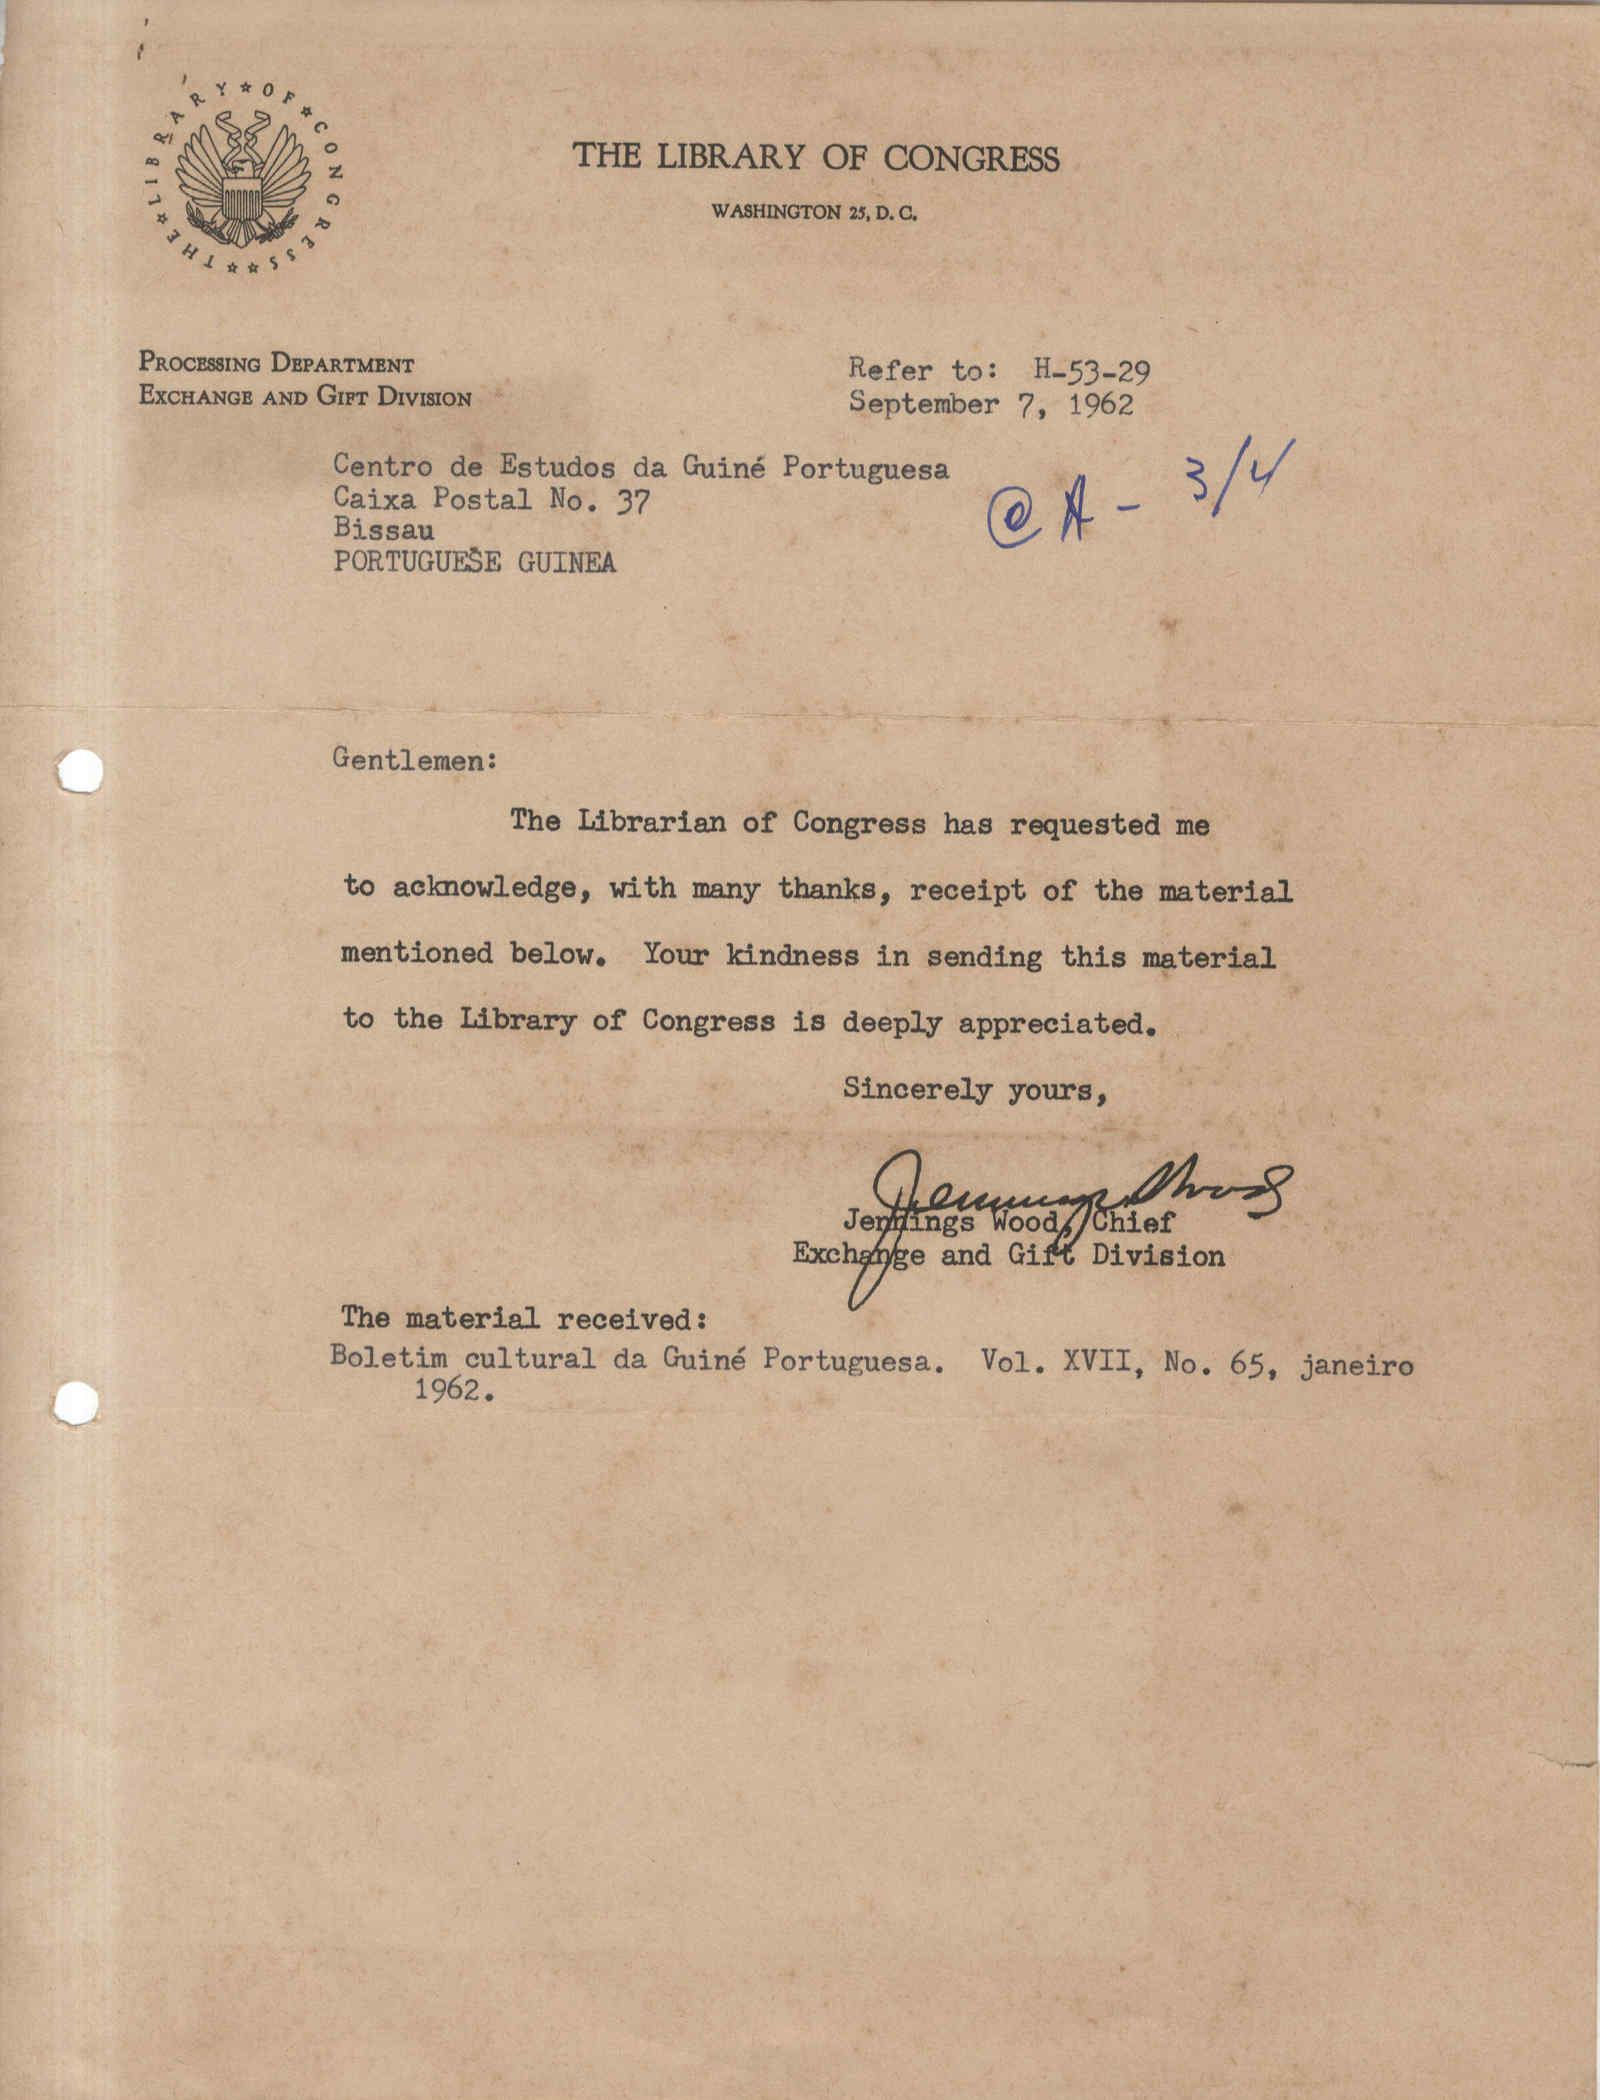 THE LIBRARY OF CONGRESS
THE LIBRARY OF CONGRESS
WASHINGTON 25, D. C.
PROCESSING DEPARTMENT
EXCHANGE AND GIFT DIVISION
Refer to: H-53-29
September 7, 1962
Centro de Estudos da Guiné Portuguesa
Caixa Postal No. 37
Bissau
PORTUGUESE GUINEA
A - 3/4
Gentlemen:
The Librarian of Congress has requested me
to acknowledge, with many thanks, receipt of the material
mentioned below. Your kindness in sending this material
to the Library of Congress is deeply appreciated.
Sincerely yours,
Jennings Wood
Jennings Wood, Chief
Exchange and Gift Division
The material received:
Boletim cultural da Guiné Portuguesa. Vol. XVII, No. 65, janeiro
1962.